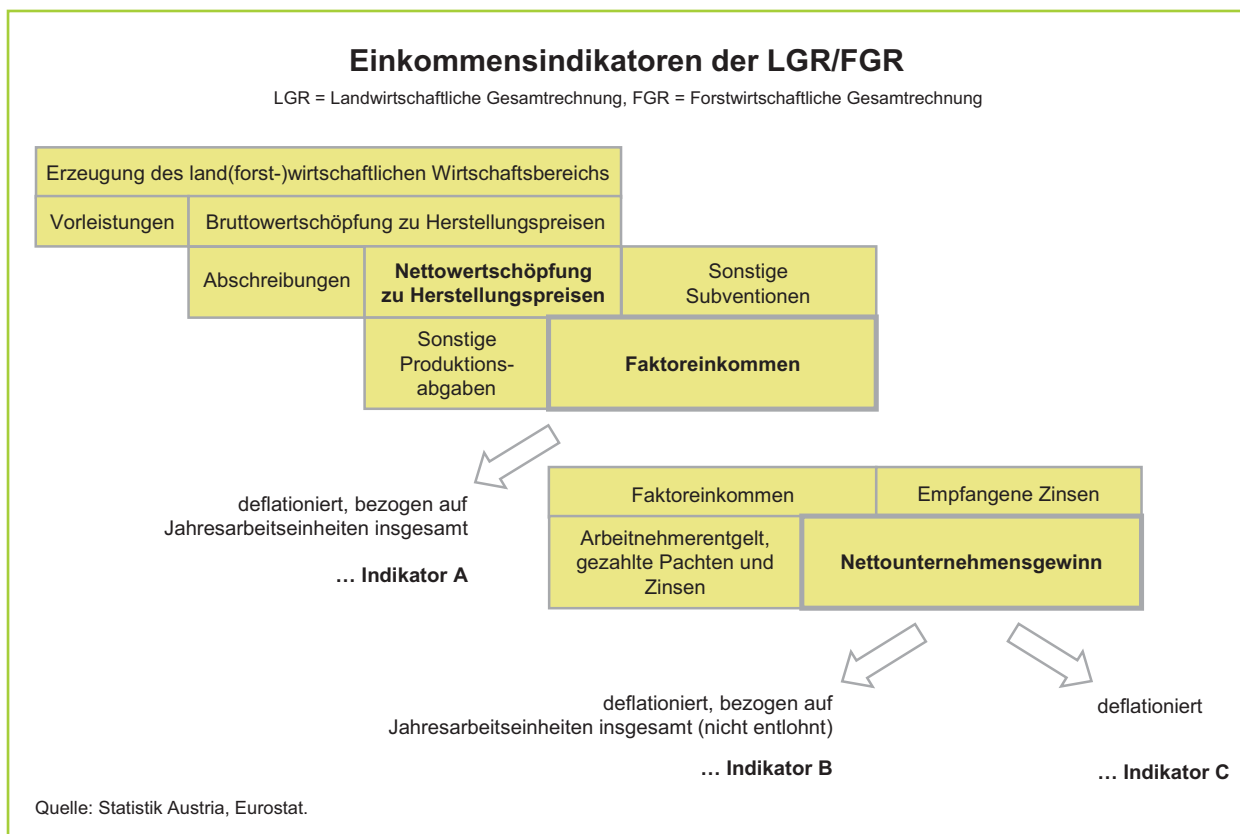 Einkommensindikatoren der LGR/FGR
LGR = Landwirtschaftliche Gesamtrechnung, FGR = Forstwirtschaftliche Gesamtrechnung
Erzeugung des land(forst-)wirtschaftlichen Wirtschaftsbereichs
Vorleistungen
Bruttowertschöpfung zu Herstellungspreisen
Abschreibungen
Nettowertschöpfung
zu Herstellungspreisen
Sonstige
Subventionen
Sonstige
Produktions-
abgaben
Faktoreinkommen
deflationiert, bezogen auf
Jahresarbeitseinheiten insgesamt
... Indikator A
Faktoreinkommen
Empfangene Zinsen
Arbeitnehmerentgelt,
gezahlte Pachten und
Zinsen
Nettounternehmensgewinn
deflationiert, bezogen auf
Jahresarbeitseinheiten insgesamt (nicht entlohnt)
... Indikator B
deflationiert
... Indikator C
Quelle: Statistik Austria, Eurostat.